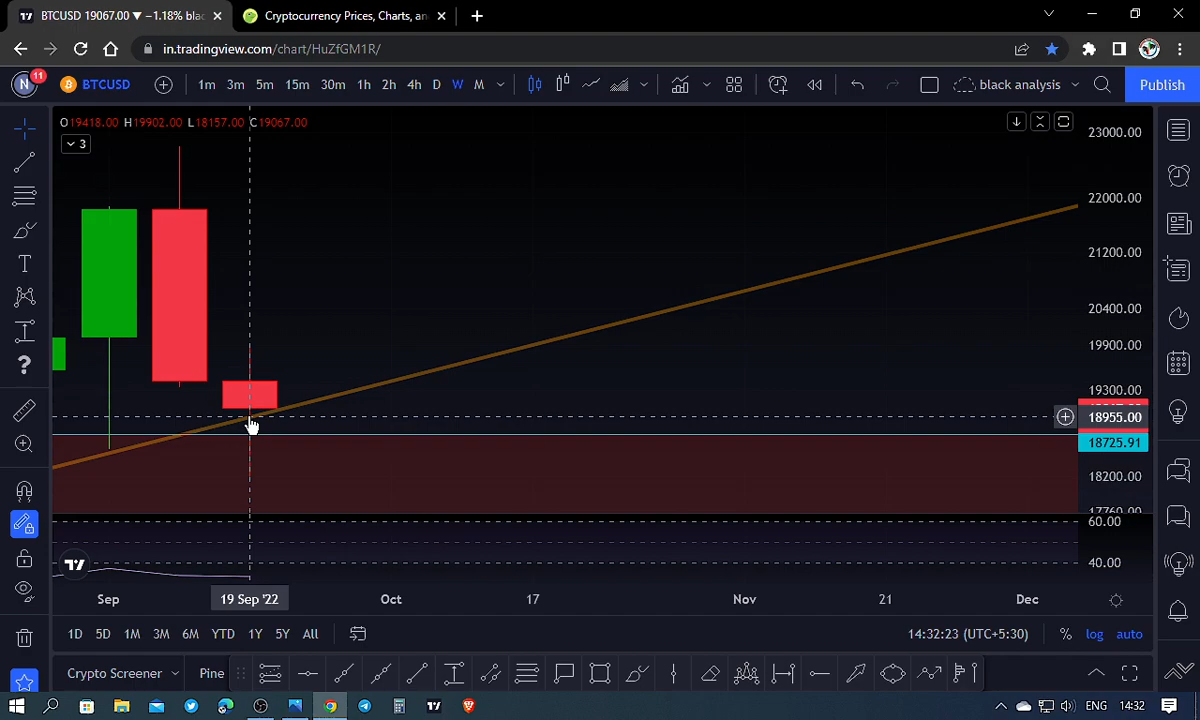 BTCUSD 19067.00 ▼ −1.18% blac
Cryptocurrency Prices, Charts, an
in.tradingview.com/chart/HuZfGM1R/
N 11 BTCUSD 1m 3m 5m 15m 30m 1h 2h 4h D W M black analysis Publish
O19418.00 H19902.00 L18157.00 C19067.00
3
23000.00
22000.00
21200.00
20400.00
19900.00
19300.00
18955.00
18725.91
18200.00
17760.00
60.00
40.00
Sep 19 Sep '22 Oct 17 Nov 21 Dec
1D 5D 1M 3M 6M YTD 1Y 5Y All 14:32:23 (UTC+5:30) % log auto
Crypto Screener Pine
ENG 14:32